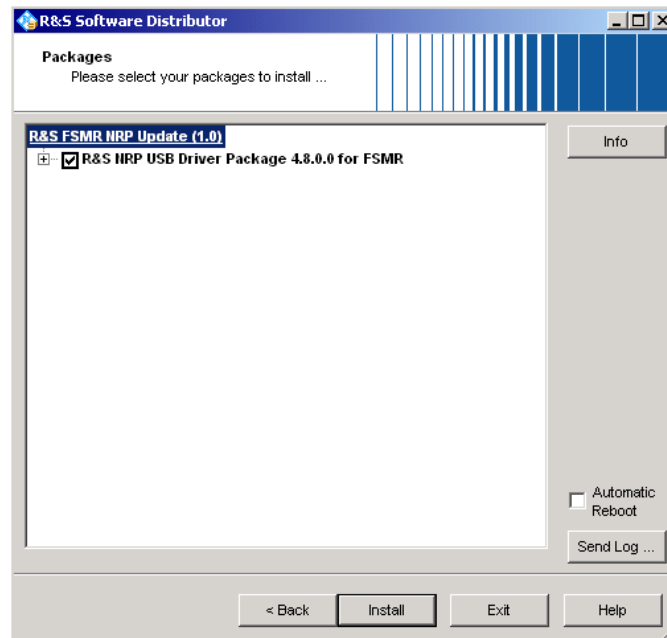 R&S Software Distributor
Packages
Please select your packages to install ...
R&S FSMR NRP Update (1.0)
R&S NRP USB Driver Package 4.8.0.0 for FSMR
Info
Automatic
Reboot
Send Log ...
< Back
Install
Exit
Help